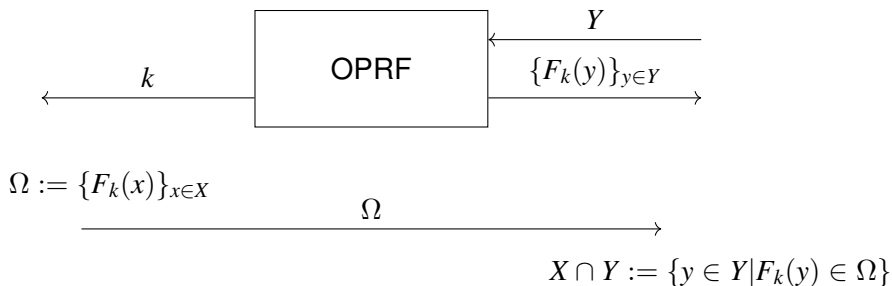 Y
OPRF
k
{F_k(y)}_{y∈Y}
Ω := {F_k(x)}_{x∈X}
Ω
X ∩ Y := {y ∈ Y|F_k(y) ∈ Ω}